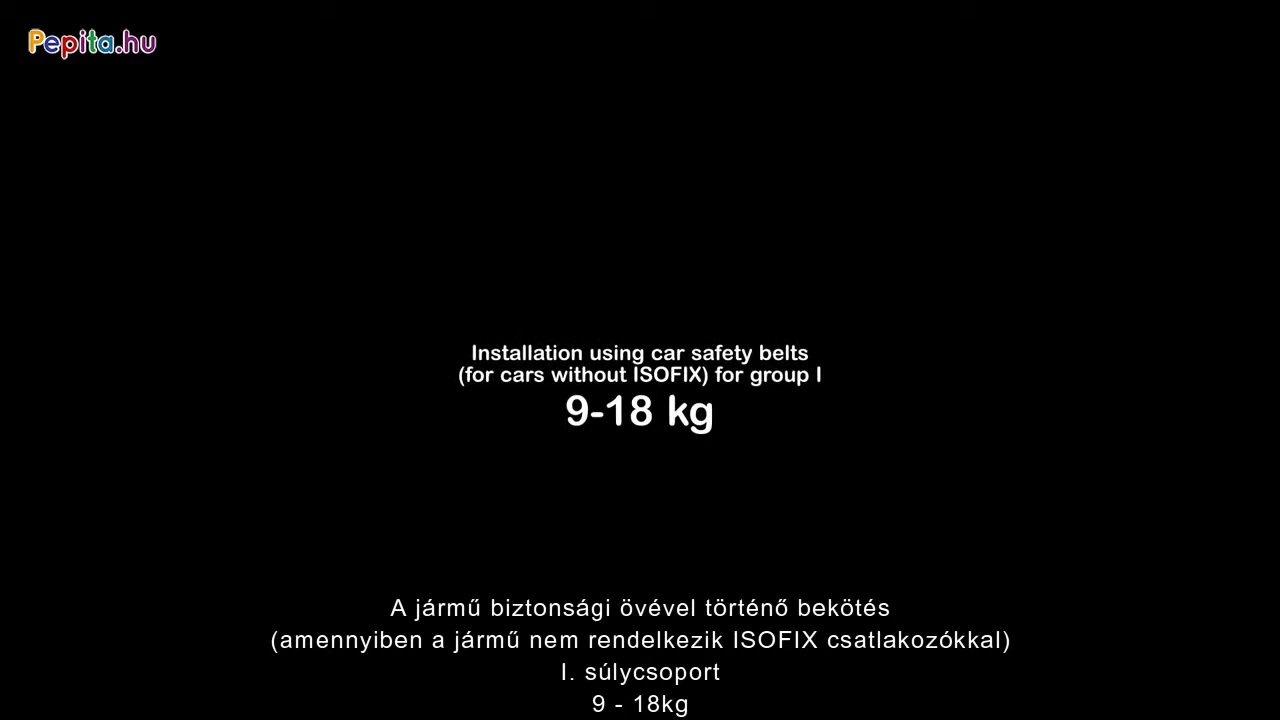 Pepita.hu
Installation using car safety belts
(for cars without ISOFIX) for group I
9-18 kg
A jármű biztonsági övével történő bekötés
(amennyiben a jármű nem rendelkezik ISOFIX csatlakozókkal)
I. súlycsoport
9 - 18kg